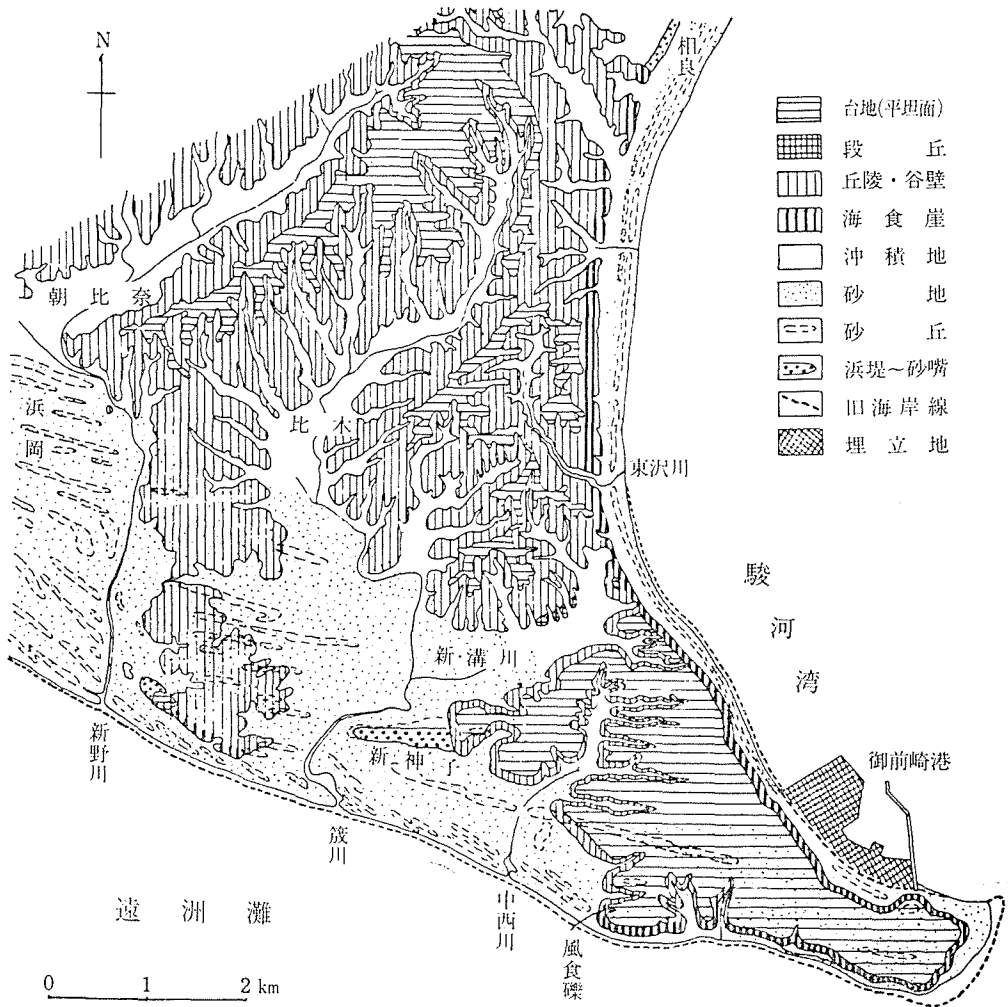 N
相良
台地(平坦面)
段丘
丘陵・谷壁
海食崖
沖積地
砂地
砂丘
浜堤~砂嘴
旧海岸線
埋立地
朝比奈
浜岡
比木
東沢川
駿河湾
新溝川
新神子
御前崎港
新野川
筬川
中西川
風食礫
遠洲灘
0 1 2 km